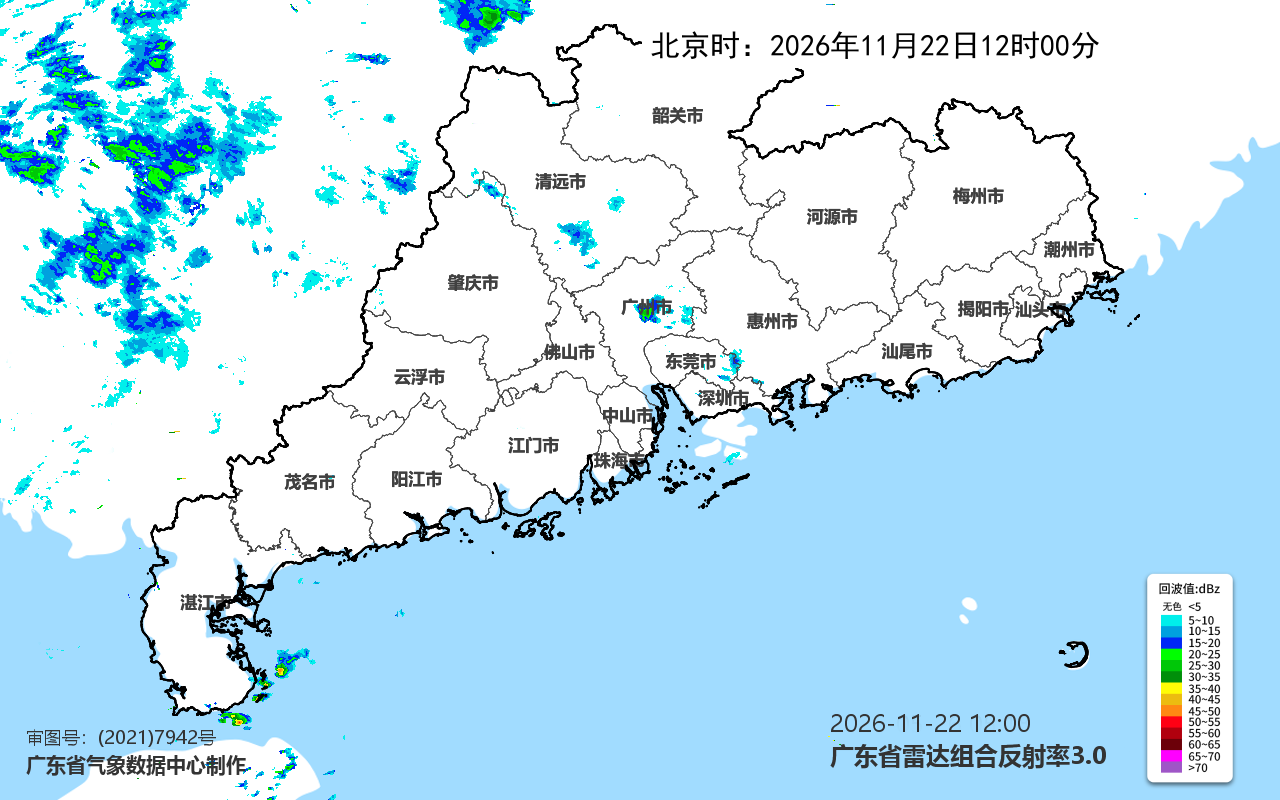 北京时：2026年11月22日12时00分
韶关市
清远市
梅州市
河源市
潮州市
肇庆市
广州市
揭阳市
汕头市
惠州市
佛山市
东莞市
汕尾市
云浮市
深圳市
中山市
江门市
珠海市
茂名市
阳江市
湛江市
回波值:dBz
无色 <5
5~10
10~15
15~20
20~25
25~30
30~35
35~40
40~45
45~50
50~55
55~60
60~65
65~70
>70
2026-11-22 12:00
广东省雷达组合反射率3.0
审图号：(2021)7942号
广东省气象数据中心制作